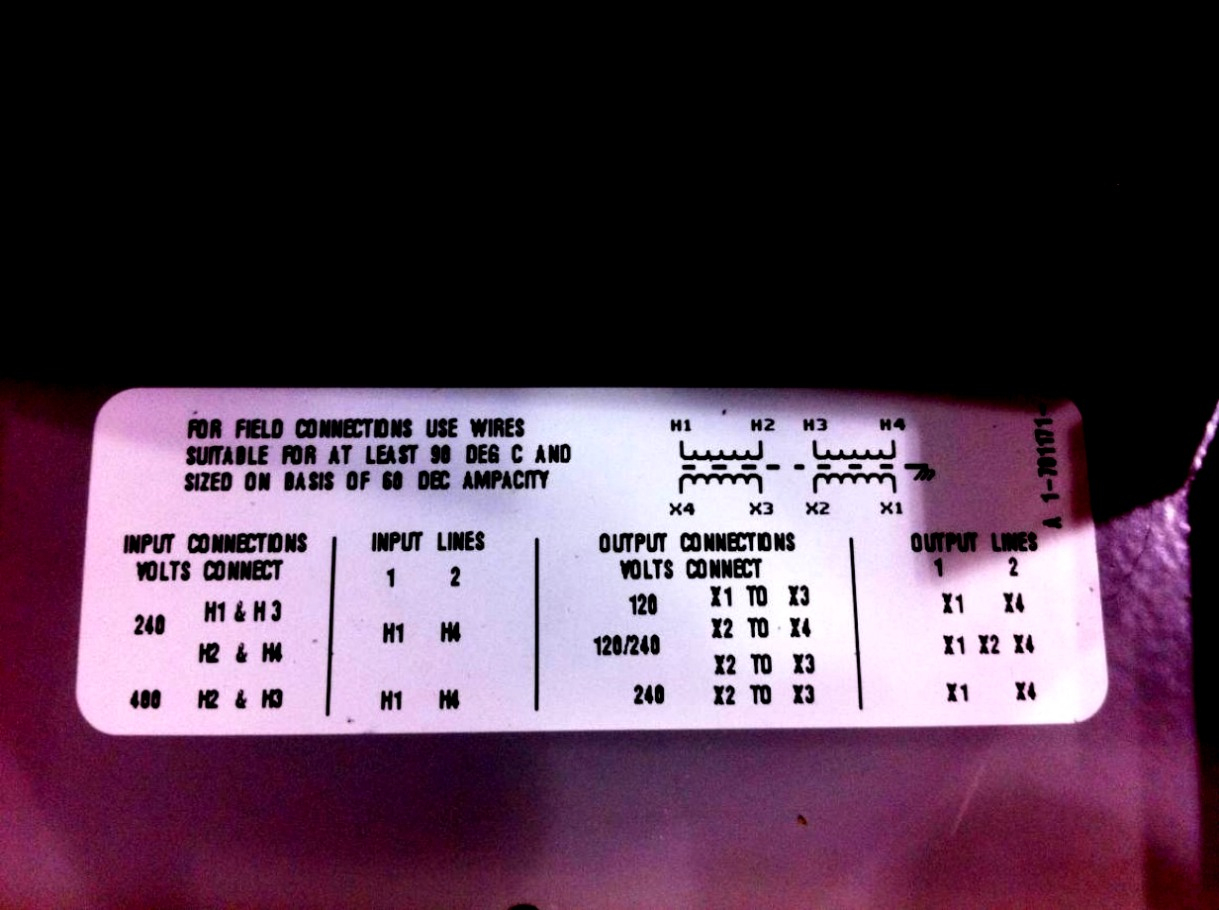 FOR FIELD CONNECTIONS USE WIRES
SUITABLE FOR AT LEAST 90 DEG C AND
SIZED ON BASIS OF 60 DEC AMPACITY
H1 H2 H3 H4
X4 X3 X2 X1
A 1-701171-
INPUT CONNECTIONS
VOLTS CONNECT
240 H1 & H3
H2 & H4
480 H2 & H3
INPUT LINES
1 2
H1 H4
H1 H4
OUTPUT CONNECTIONS
VOLTS CONNECT
120 X1 TO X3
X2 TO X4
120/240
X2 TO X3
240 X2 TO X3
OUTPUT LINES
1 2
X1 X4
X1 X2 X4
X1 X4